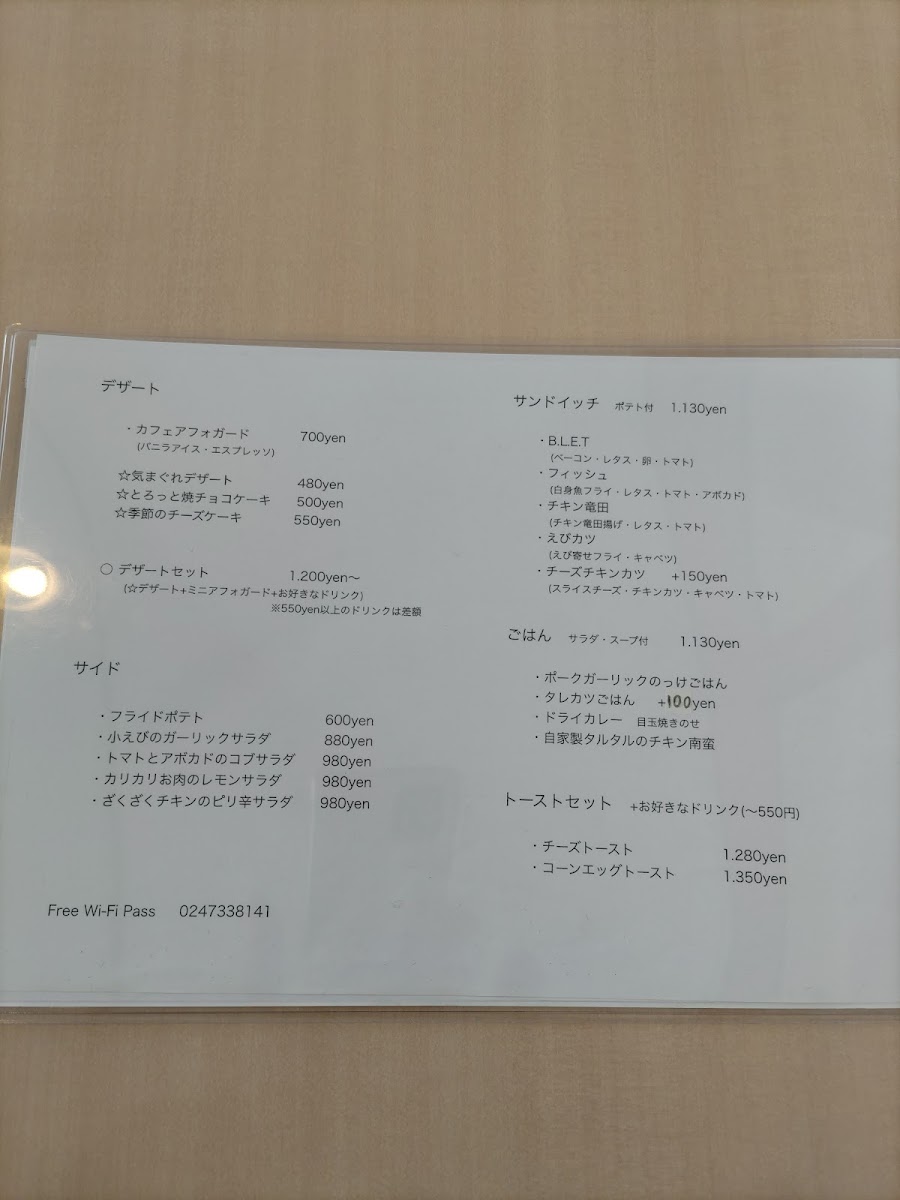 デザート
・カフェアフォガード 700yen
(バニラアイス・エスプレッソ)
☆気まぐれデザート 480yen
☆とろっと焼チョコケーキ 500yen
☆季節のチーズケーキ 550yen
○ デザートセット 1.200yen〜
(☆デザート+ミニアフォガード+お好きなドリンク)
※550yen以上のドリンクは差額
サイド
・フライドポテト 600yen
・小えびのガーリックサラダ 880yen
・トマトとアボカドのコブサラダ 980yen
・カリカリお肉のレモンサラダ 980yen
・ざくざくチキンのピリ辛サラダ 980yen
Free Wi-Fi Pass 0247338141
サンドイッチ ポテト付 1.130yen
・B.L.E.T
(ベーコン・レタス・卵・トマト)
・フィッシュ
(白身魚フライ・レタス・トマト・アボカド)
・チキン竜田
(チキン竜田揚げ・レタス・トマト)
・えびカツ
(えび寄せフライ・キャベツ)
・チーズチキンカツ +150yen
(スライスチーズ・チキンカツ・キャベツ・トマト)
ごはん サラダ・スープ付 1.130yen
・ポークガーリックのっけごはん
・タレカツごはん +100yen
・ドライカレー 目玉焼きのせ
・自家製タルタルのチキン南蛮
トーストセット +お好きなドリンク(〜550円)
・チーズトースト 1.280yen
・コーンエッグトースト 1.350yen